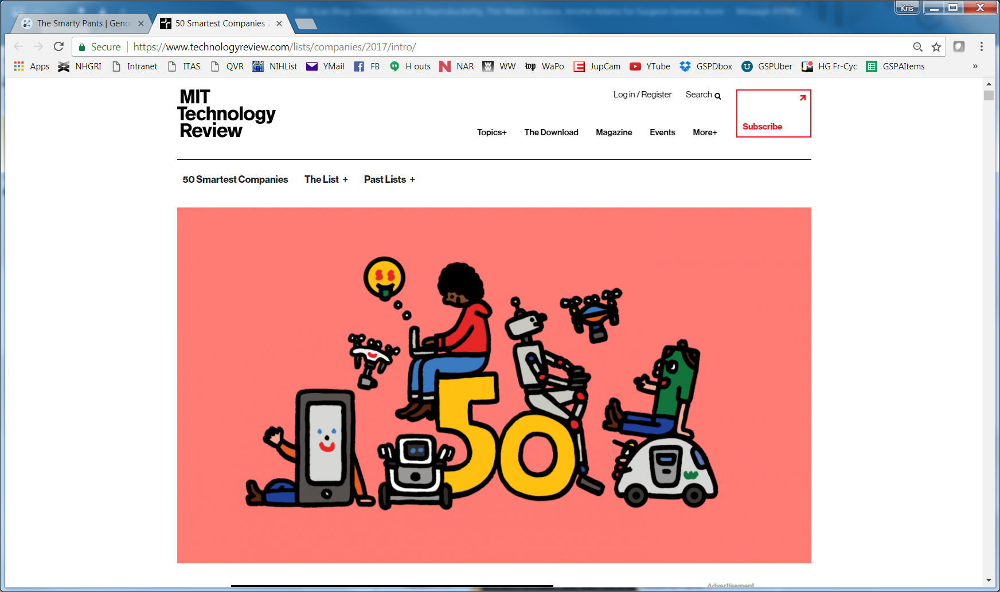 Kris
The Smarty Pants | Geno
50 Smartest Companies 2
Secure
https://www.technologyreview.com/lists/companies/2017/intro/
Apps NHGRI Intranet ITAS QVR NIHList YMail FB H outs NAR WW WaPo JupCam YTube GSPDbox GSPUber HG Fr-Cyc GSPAItems »
MIT
Technology
Review
Log in / Register Search
Subscribe
Topics+ The Download Magazine Events More+
50 Smartest Companies The List + Past Lists +
50
Advertisement